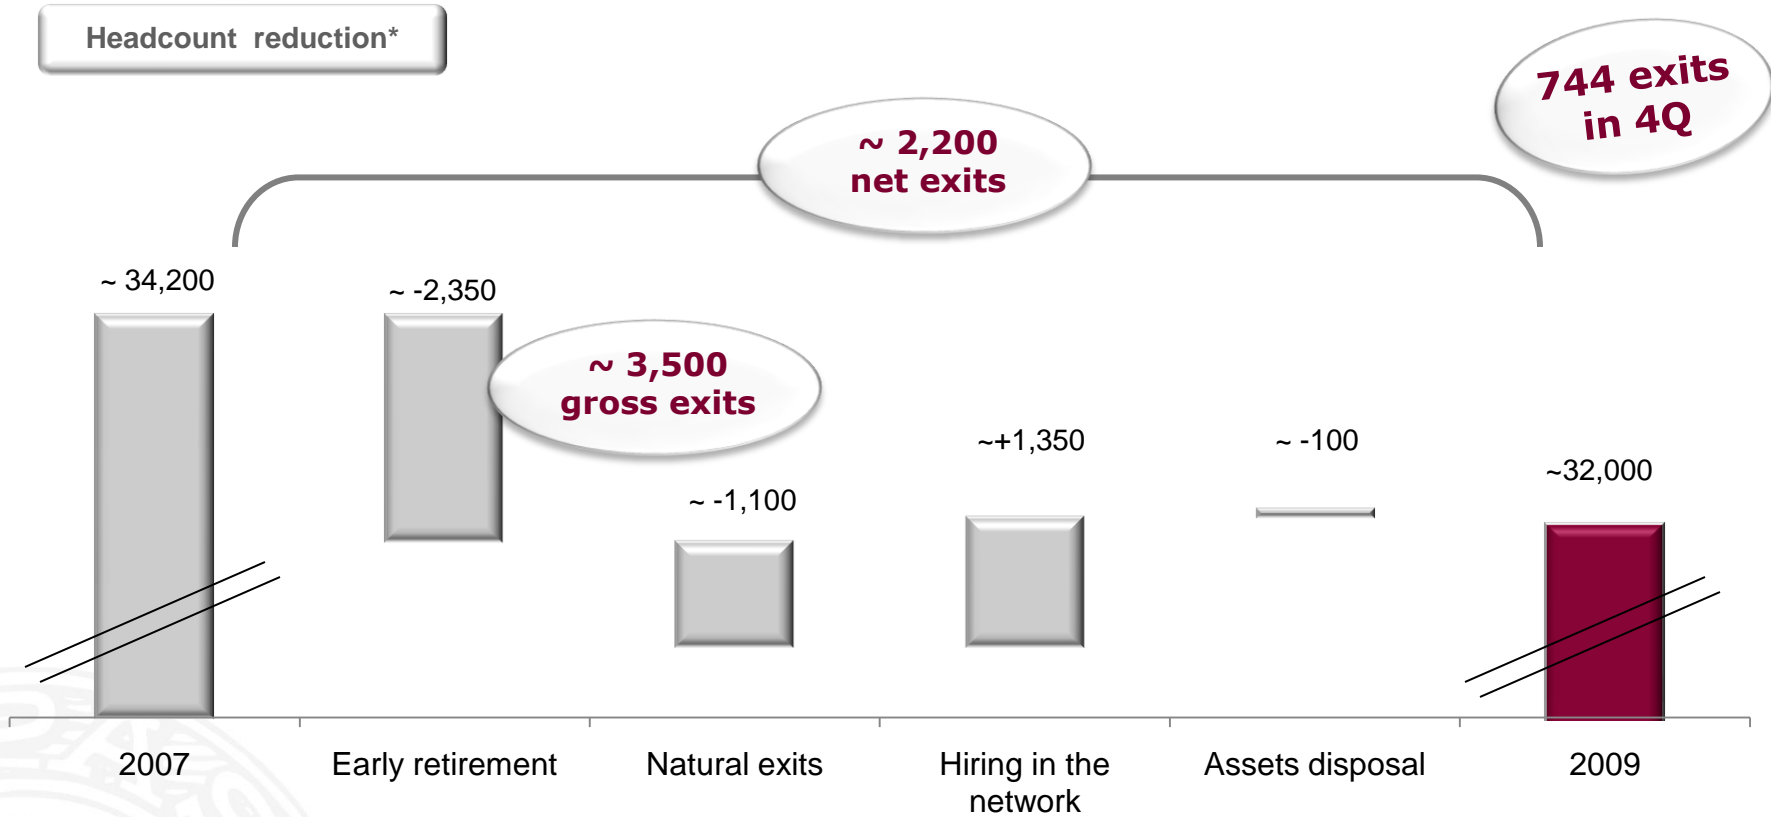 Headcount reduction*
744 exits
in 4Q
~ 2,200
net exits
~ 34,200
~ -2,350
~ 3,500
gross exits
~ -1,100
~+1,350
~ -100
~32,000
2007
Early retirement
Natural exits
Hiring in the
network
Assets disposal
2009